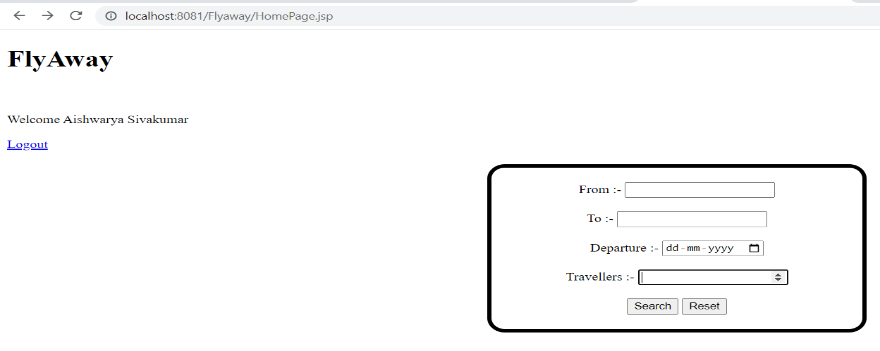 localhost:8081/Flyaway/HomePage.jsp
FlyAway
Welcome Aishwarya Sivakumar
Logout
From :-
To :-
Departure :- dd-mm-yyyy
Travellers :-
Search Reset